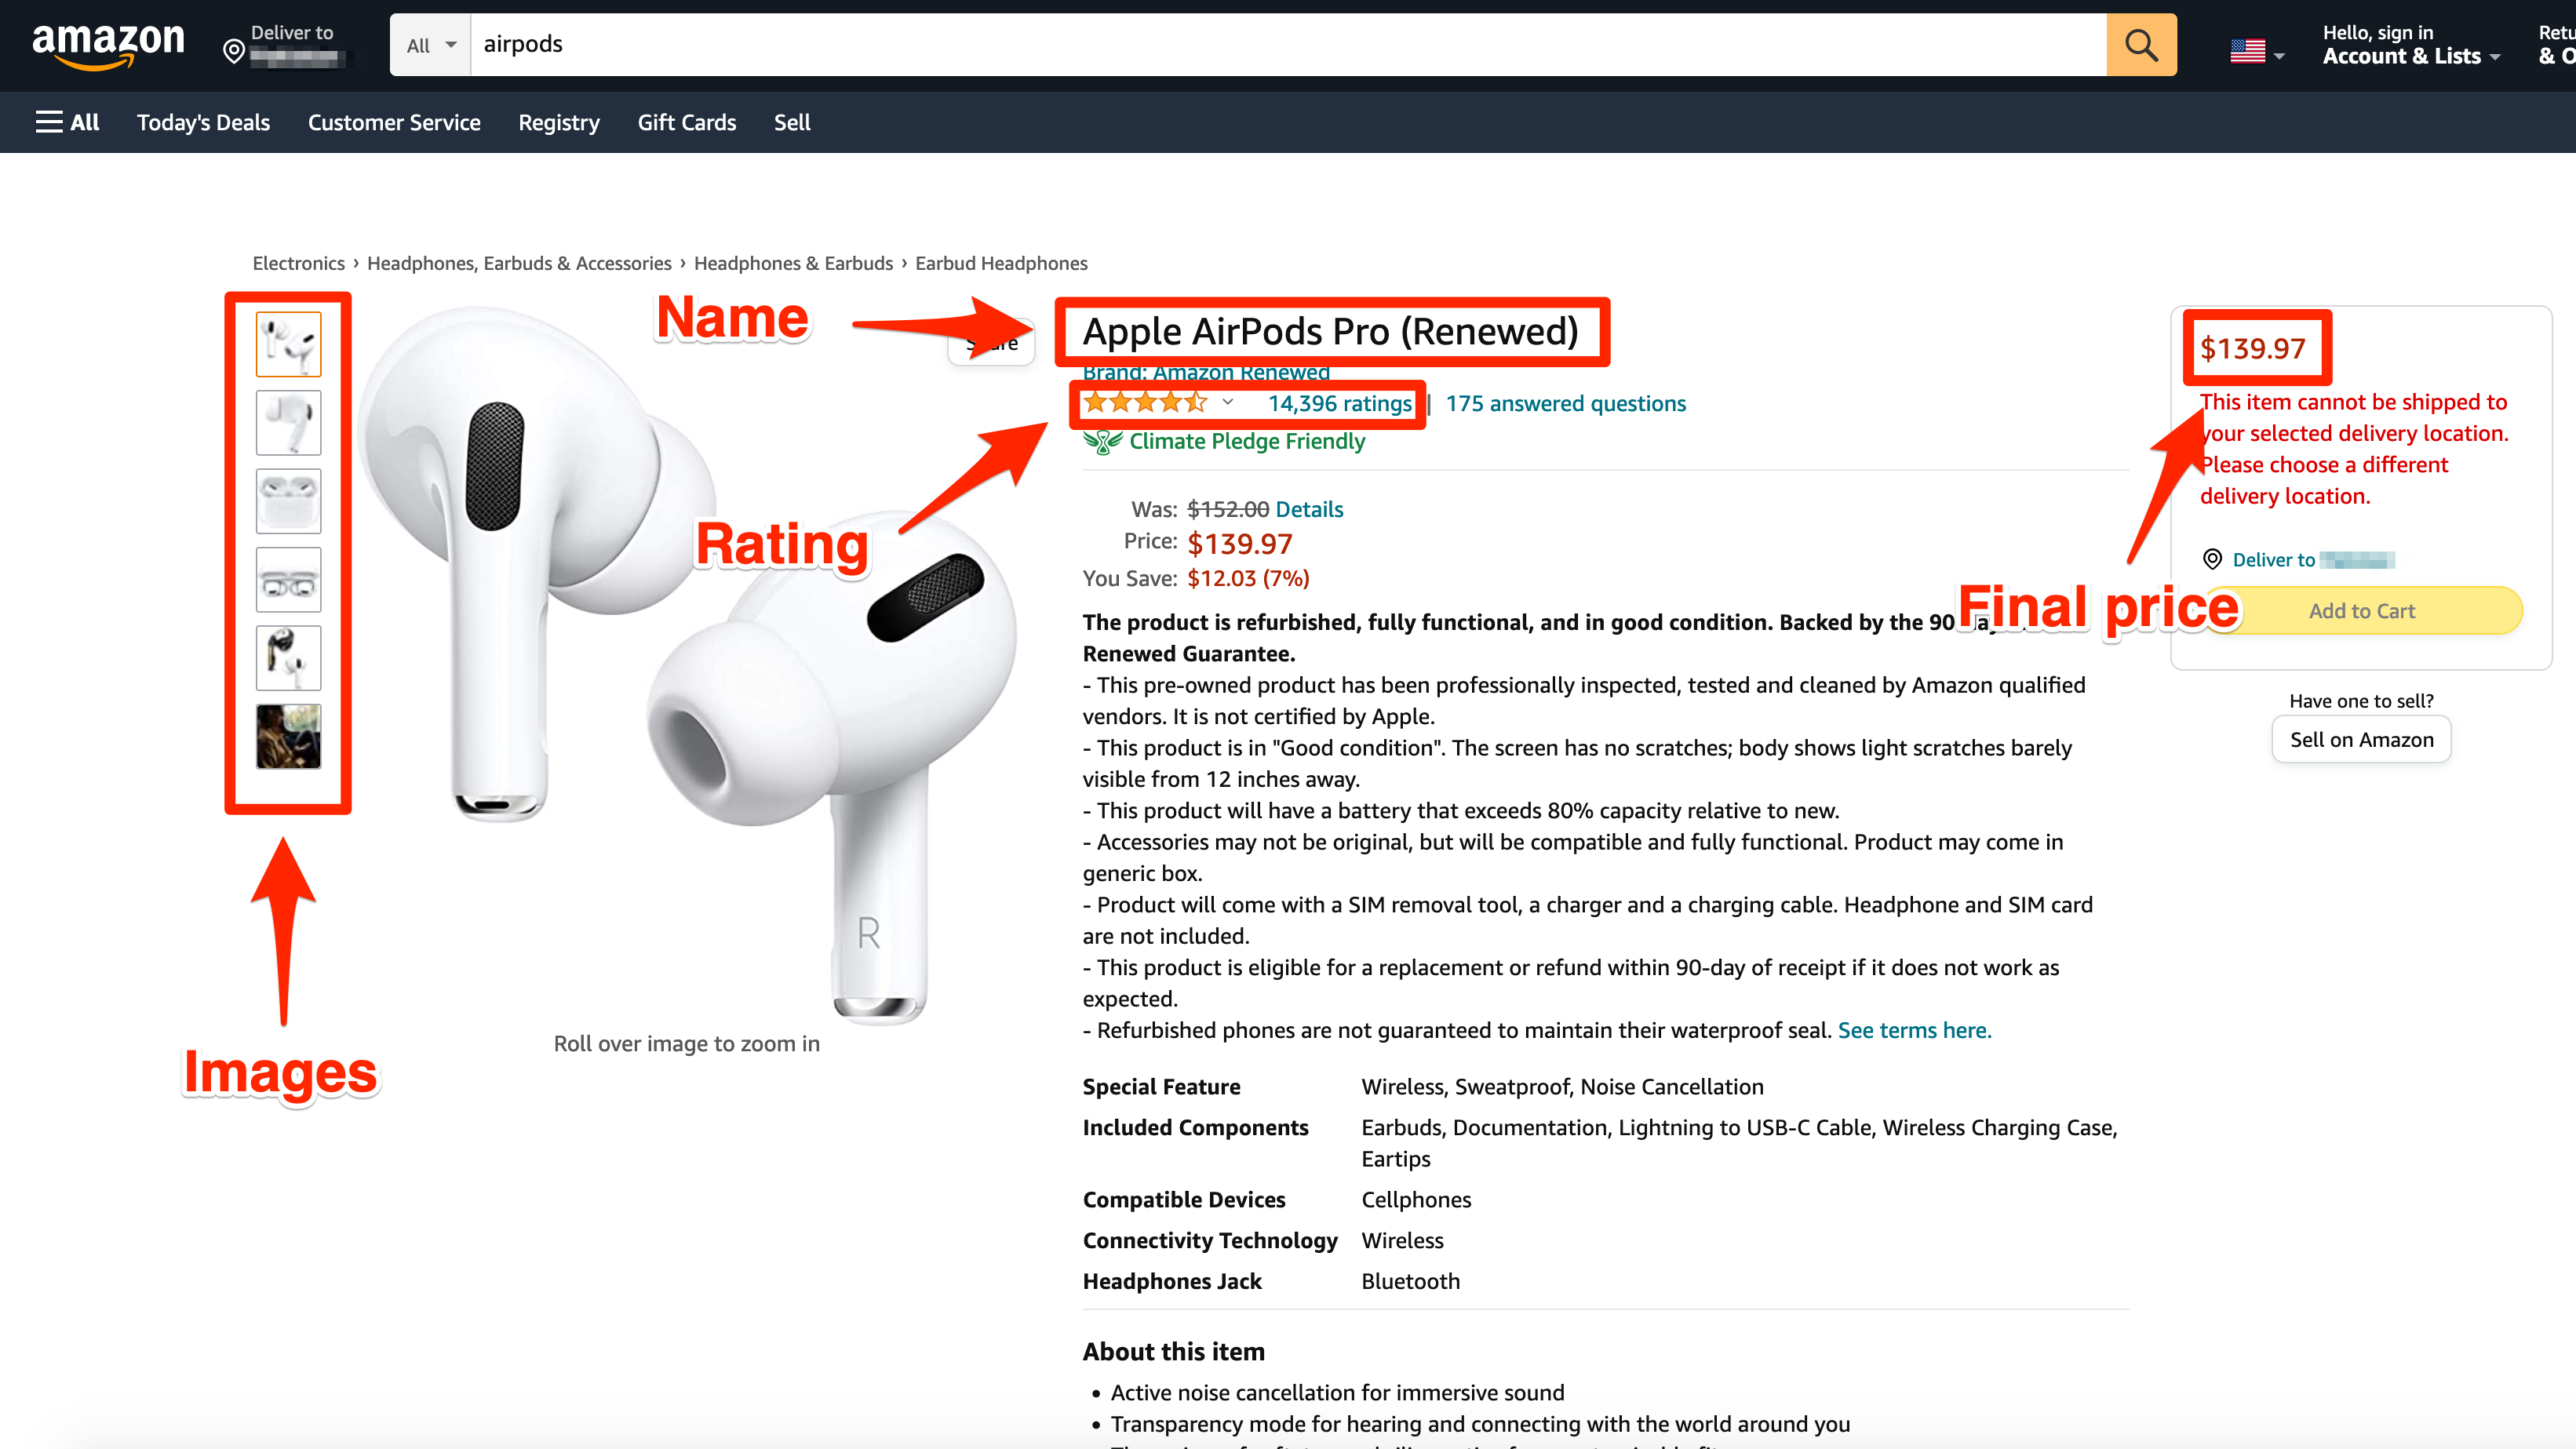 amazon
Deliver to
All
airpods
Hello, sign in
Account & Lists
Retu
& O
All
Today's Deals
Customer Service
Registry
Gift Cards
Sell
Electronics › Headphones, Earbuds & Accessories › Headphones & Earbuds › Earbud Headphones
Name
Apple AirPods Pro (Renewed)
Brand: Amazon Renewed
14,396 ratings | 175 answered questions
Climate Pledge Friendly
Rating
Was: $152.00 Details
Price: $139.97
You Save: $12.03 (7%)
The product is refurbished, fully functional, and in good condition. Backed by the 90
Renewed Guarantee.
- This pre-owned product has been professionally inspected, tested and cleaned by Amazon qualified
vendors. It is not certified by Apple.
- This product is in "Good condition". The screen has no scratches; body shows light scratches barely
visible from 12 inches away.
- This product will have a battery that exceeds 80% capacity relative to new.
- Accessories may not be original, but will be compatible and fully functional. Product may come in
generic box.
- Product will come with a SIM removal tool, a charger and a charging cable. Headphone and SIM card
are not included.
- This product is eligible for a replacement or refund within 90-day of receipt if it does not work as
expected.
- Refurbished phones are not guaranteed to maintain their waterproof seal. See terms here.
Special Feature Wireless, Sweatproof, Noise Cancellation
Included Components Earbuds, Documentation, Lightning to USB-C Cable, Wireless Charging Case,
Eartips
Compatible Devices Cellphones
Connectivity Technology Wireless
Headphones Jack Bluetooth
About this item
• Active noise cancellation for immersive sound
• Transparency mode for hearing and connecting with the world around you
R
Roll over image to zoom in
Images
$139.97
This item cannot be shipped to
your selected delivery location.
Please choose a different
delivery location.
Deliver to
Final price
Add to Cart
Have one to sell?
Sell on Amazon